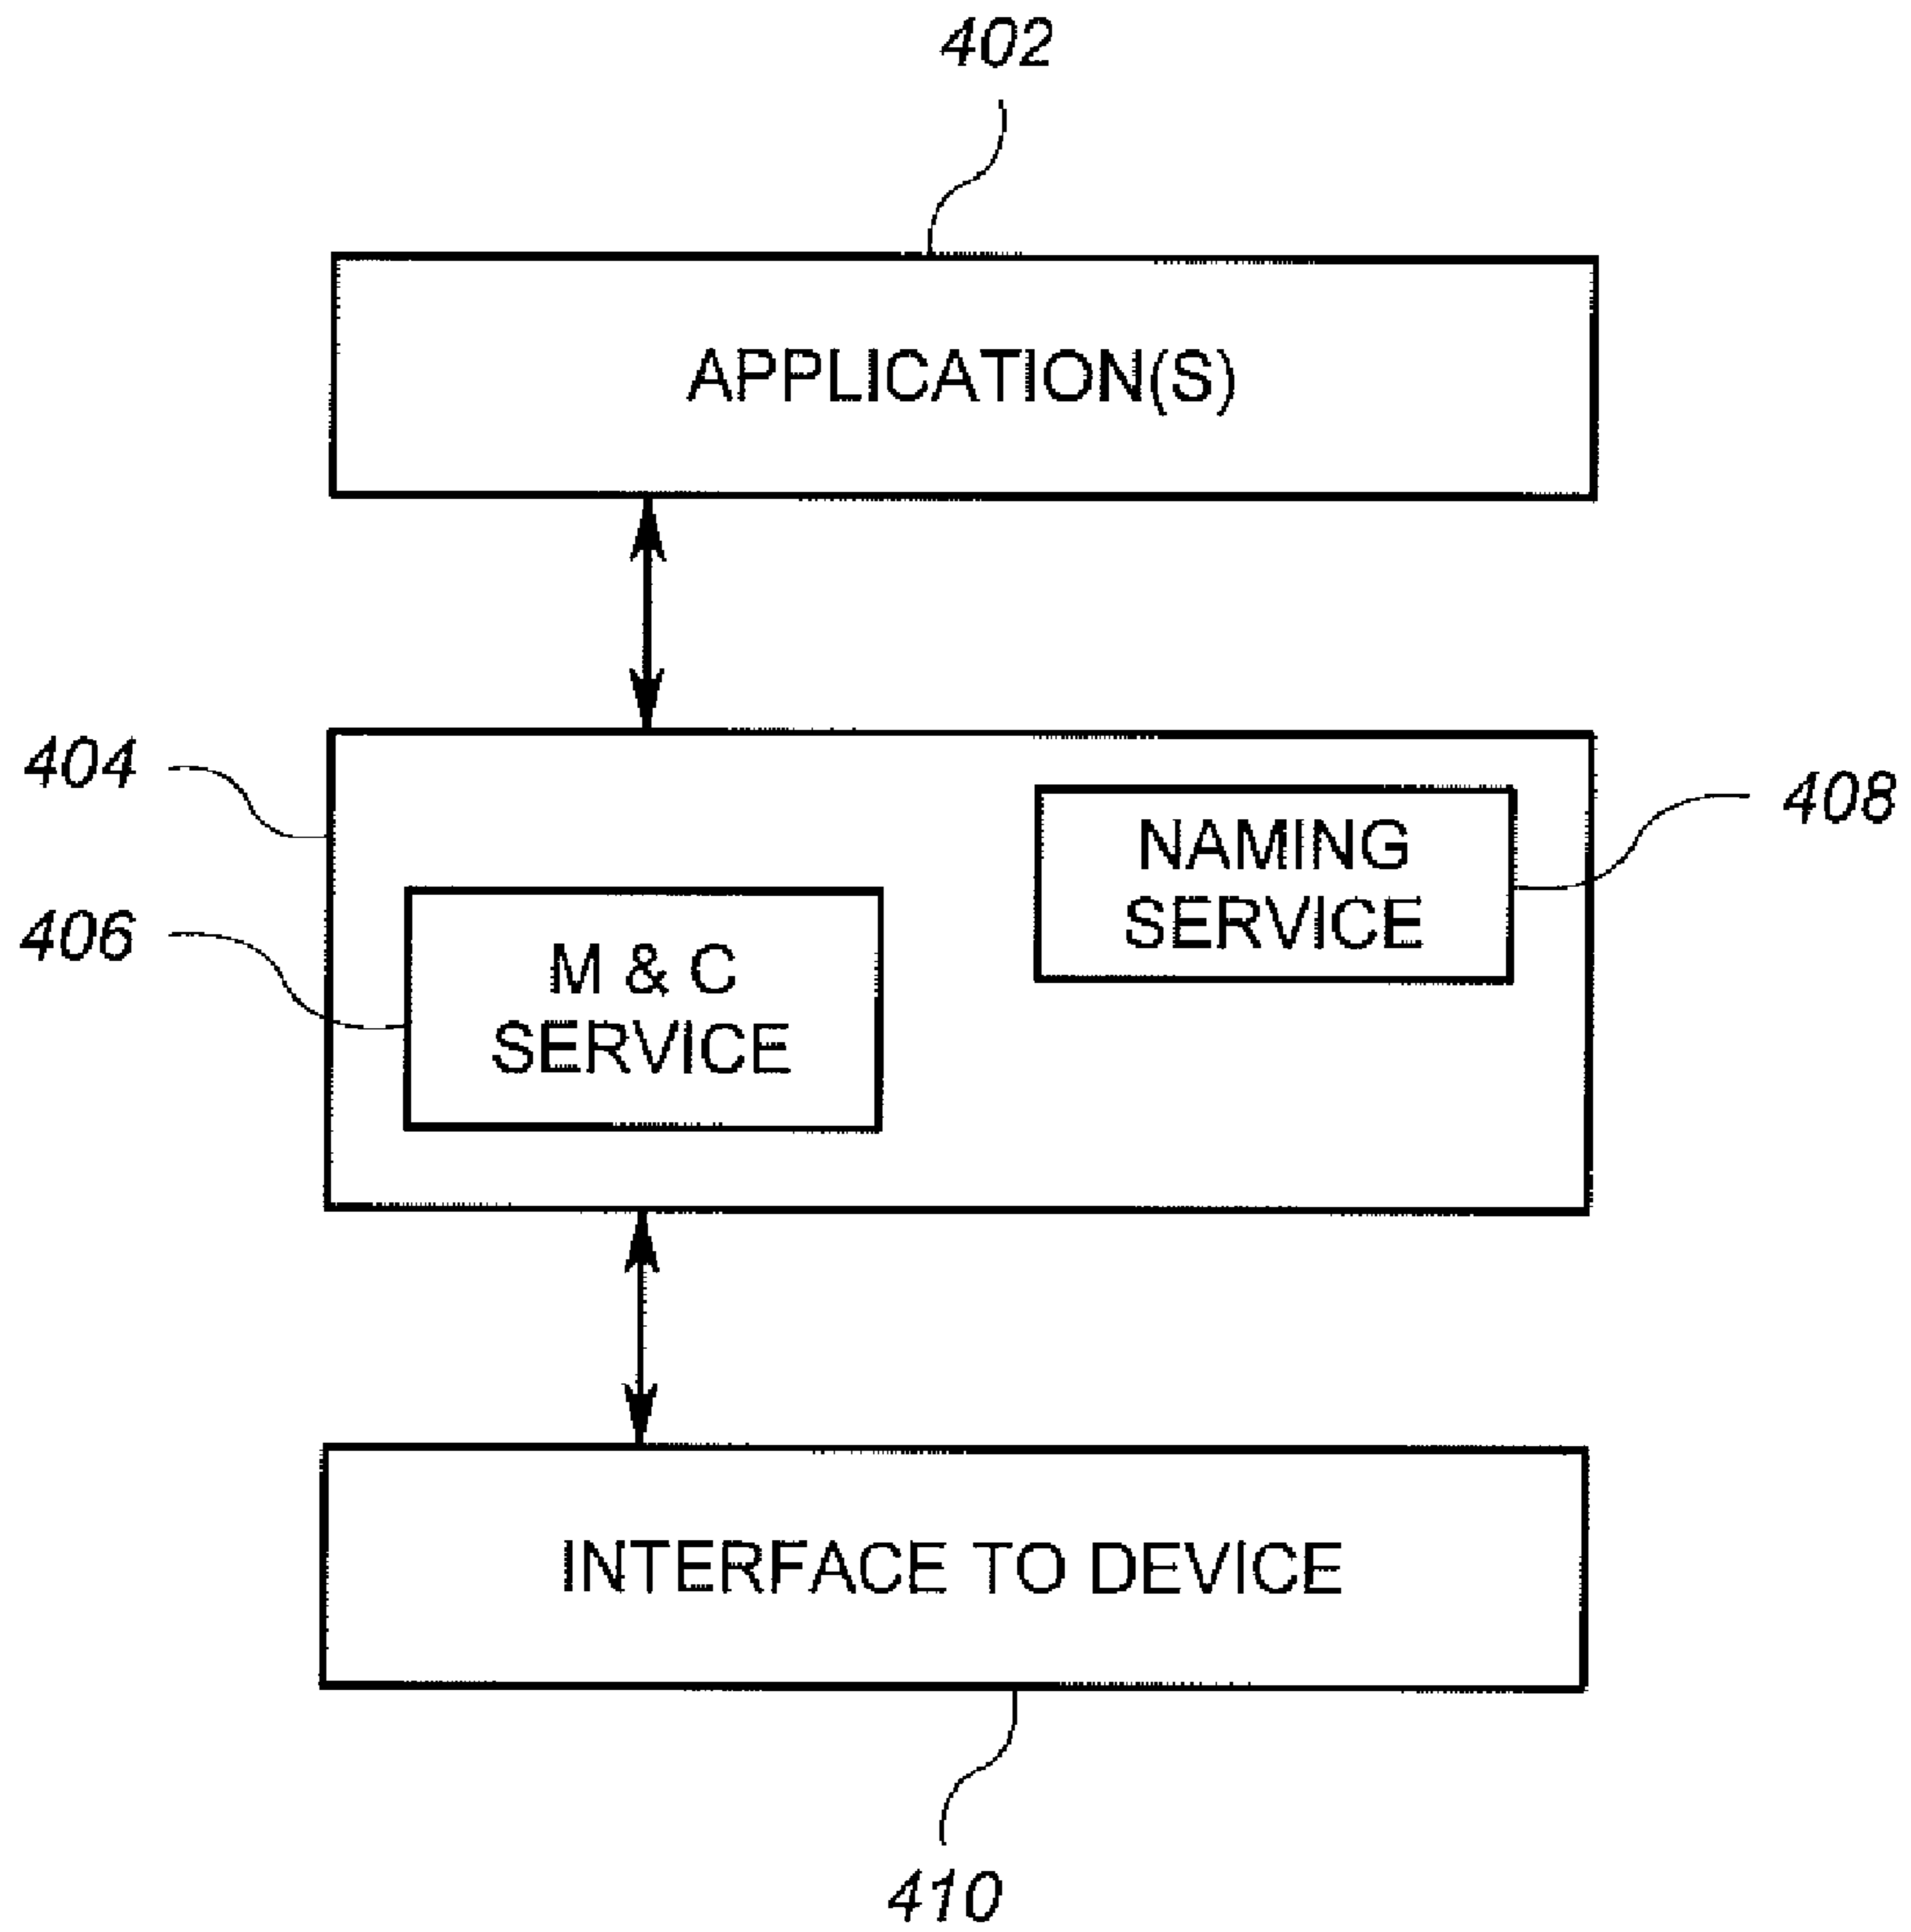 402
APPLICATION(S)
404
408
NAMING
SERVICE
406
M & C
SERVICE
INTERFACE TO DEVICE
410